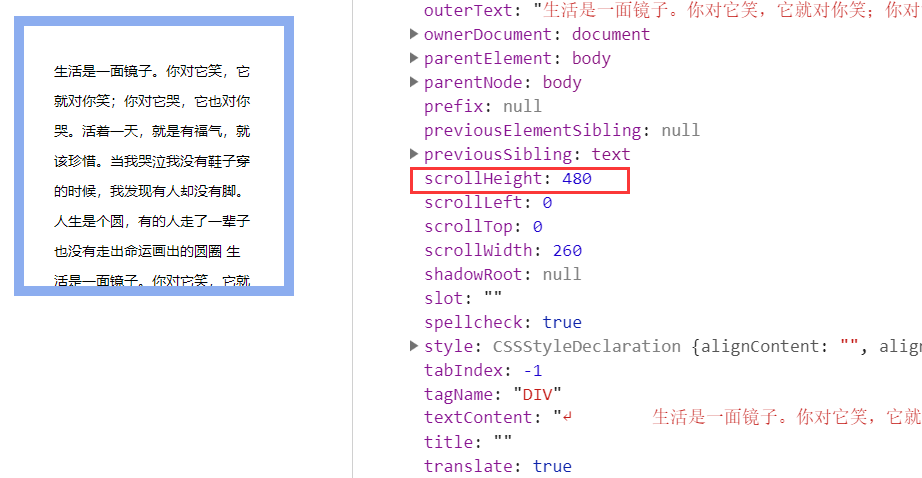 生活是一面镜子。你对它笑，它
就对你笑；你对它哭，它也对你
哭。活着一天，就是有福气，就
该珍惜。当我哭泣我没有鞋子穿
的时候，我发现有人却没有脚。
人生是个圆，有的人走了一辈子
也没有走出命运画出的圆圈 生
活是一面镜子。你对它笑，它就
outerText: "生活是一面镜子。你对它笑，它就对你笑；你对
ownerDocument: document
parentElement: body
parentNode: body
prefix: null
previousElementSibling: null
previousSibling: text
scrollHeight: 480
scrollLeft: 0
scrollTop: 0
scrollWidth: 260
shadowRoot: null
slot: ""
spellcheck: true
style: CSSStyleDeclaration {alignContent: "", align
tabIndex: -1
tagName: "DIV"
textContent: "↵ 生活是一面镜子。你对它笑，它就
title: ""
translate: true